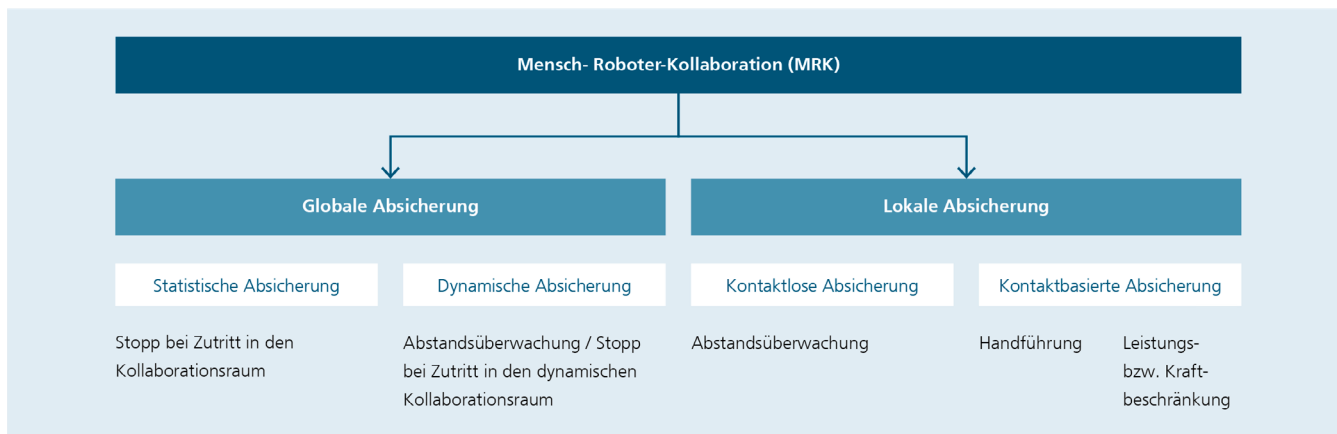 Mensch- Roboter-Kollaboration (MRK)
Globale Absicherung
Lokale Absicherung
Statistische Absicherung
Dynamische Absicherung
Kontaktlose Absicherung
Kontaktbasierte Absicherung
Stopp bei Zutritt in den
Kollaborationsraum
Abstandsüberwachung / Stopp
bei Zutritt in den dynamischen
Kollaborationsraum
Abstandsüberwachung
Handführung
Leistungs-
bzw. Kraft-
beschränkung